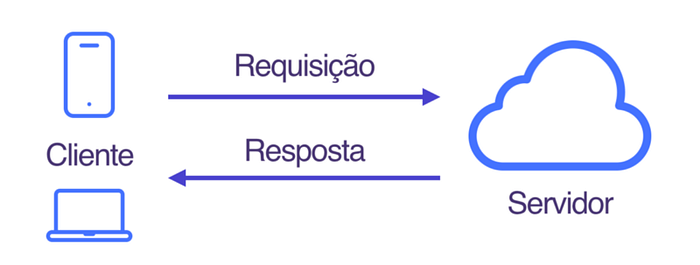 Requisição
Cliente
Resposta
Servidor